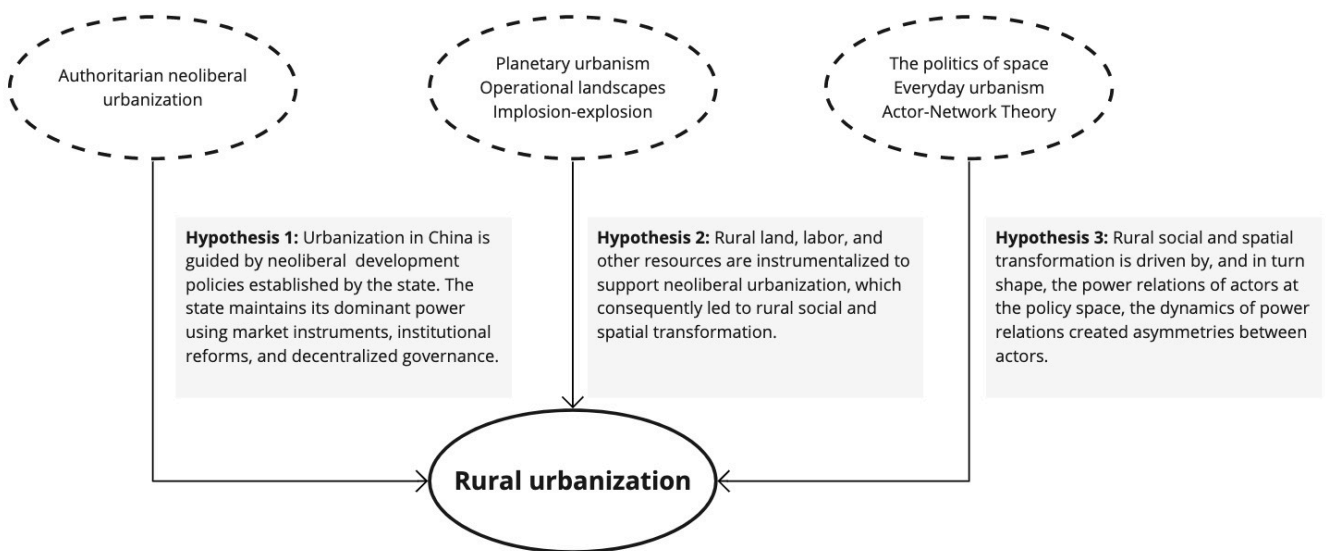 Authoritarian neoliberal
urbanization
Planetary urbanism
Operational landscapes
Implosion-explosion
The politics of space
Everyday urbanism
Actor-Network Theory
Hypothesis 1: Urbanization in China is
guided by neoliberal development
policies established by the state. The
state maintains its dominant power
using market instruments, institutional
reforms, and decentralized governance.
Hypothesis 2: Rural land, labor, and
other resources are instrumentalized to
support neoliberal urbanization, which
consequently led to rural social and
spatial transformation.
Hypothesis 3: Rural social and spatial
transformation is driven by, and in turn
shape, the power relations of actors at
the policy space, the dynamics of power
relations created asymmetries between
actors.
Rural urbanization